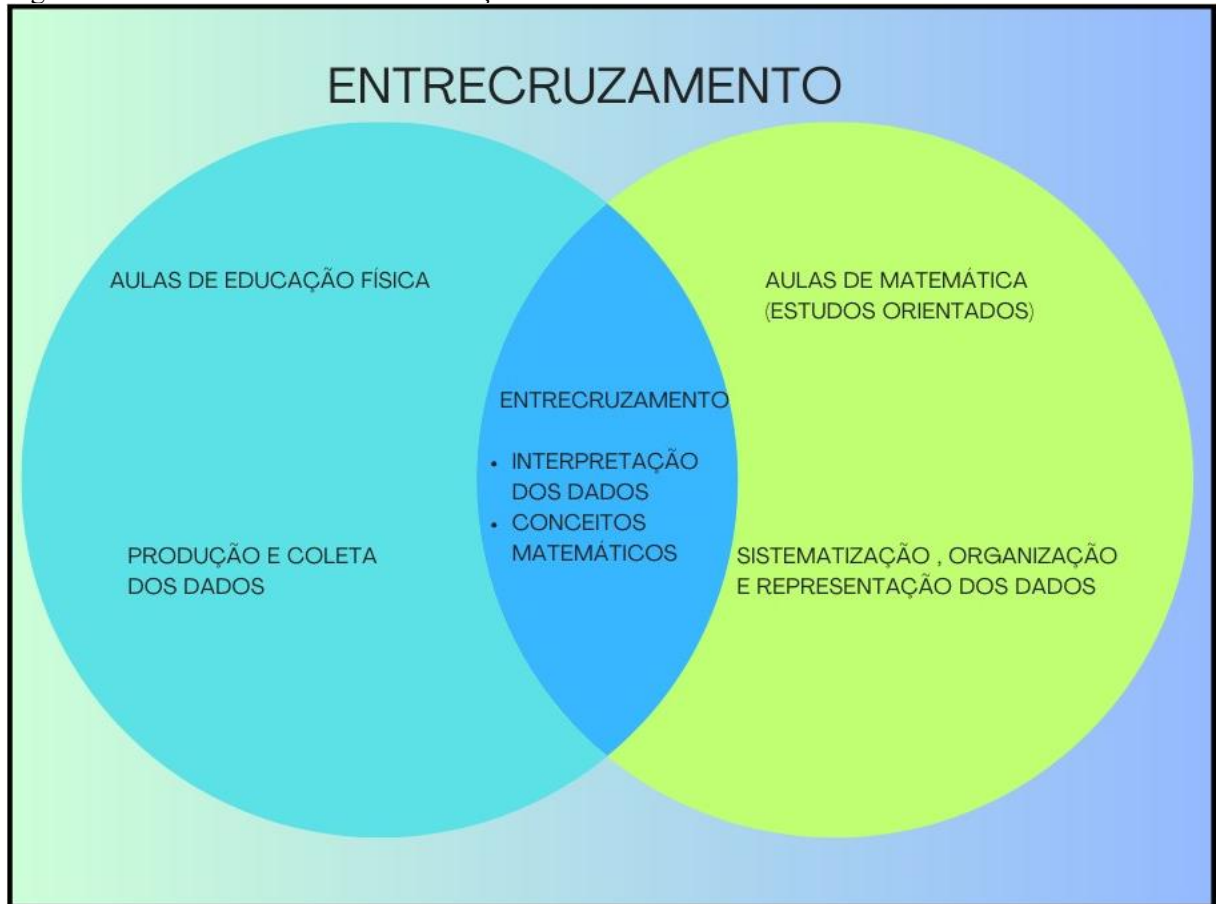 ENTRECRUZAMENTO
AULAS DE EDUCAÇÃO FÍSICA
PRODUÇÃO E COLETA
DOS DADOS
ENTRECRUZAMENTO
• INTERPRETAÇÃO
DOS DADOS
• CONCEITOS
MATEMÁTICOS
AULAS DE MATEMÁTICA
(ESTUDOS ORIENTADOS)
SISTEMATIZAÇÃO , ORGANIZAÇÃO
E REPRESENTAÇÃO DOS DADOS